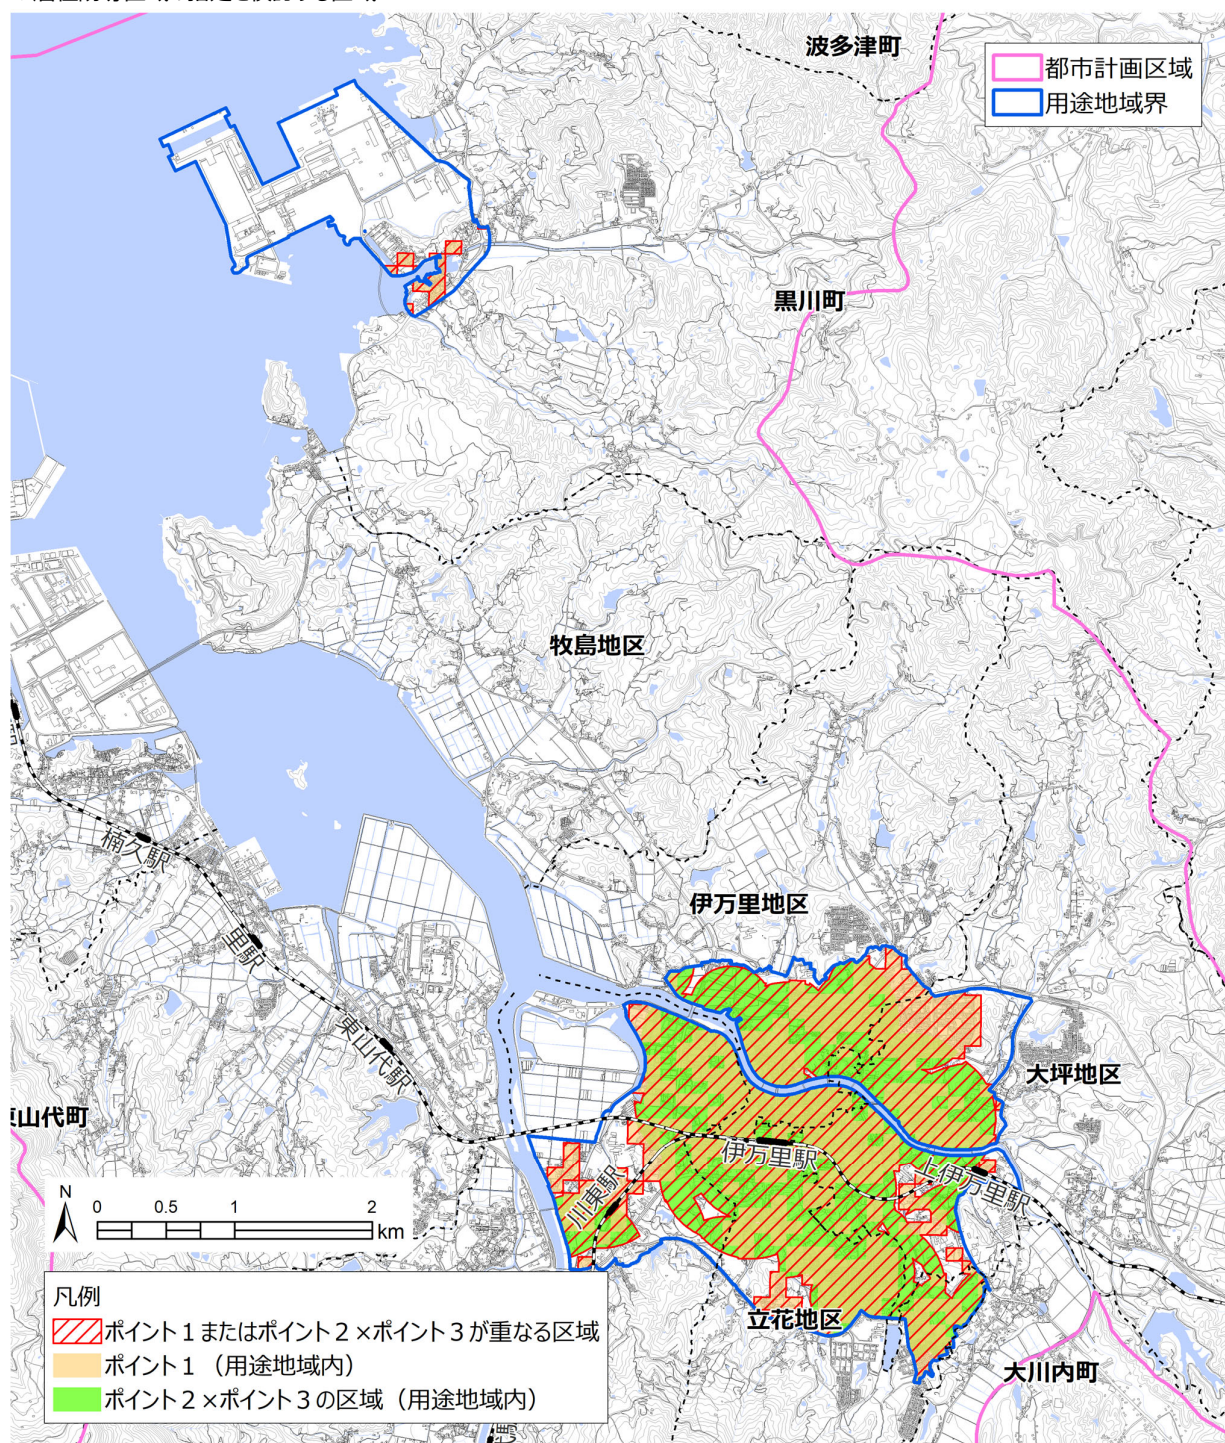 波多津町
都市計画区域
用途地域界
黒川町
牧島地区
楠久駅
里駅
東山代駅
伊万里地区
大坪地区
東山代町
伊万里駅
上伊万里駅
川東駅
N
0 0.5 1 2
km
立花地区
大川内町
凡例
ポイント1またはポイント2×ポイント3が重なる区域
ポイント1（用途地域内）
ポイント2×ポイント3の区域（用途地域内）